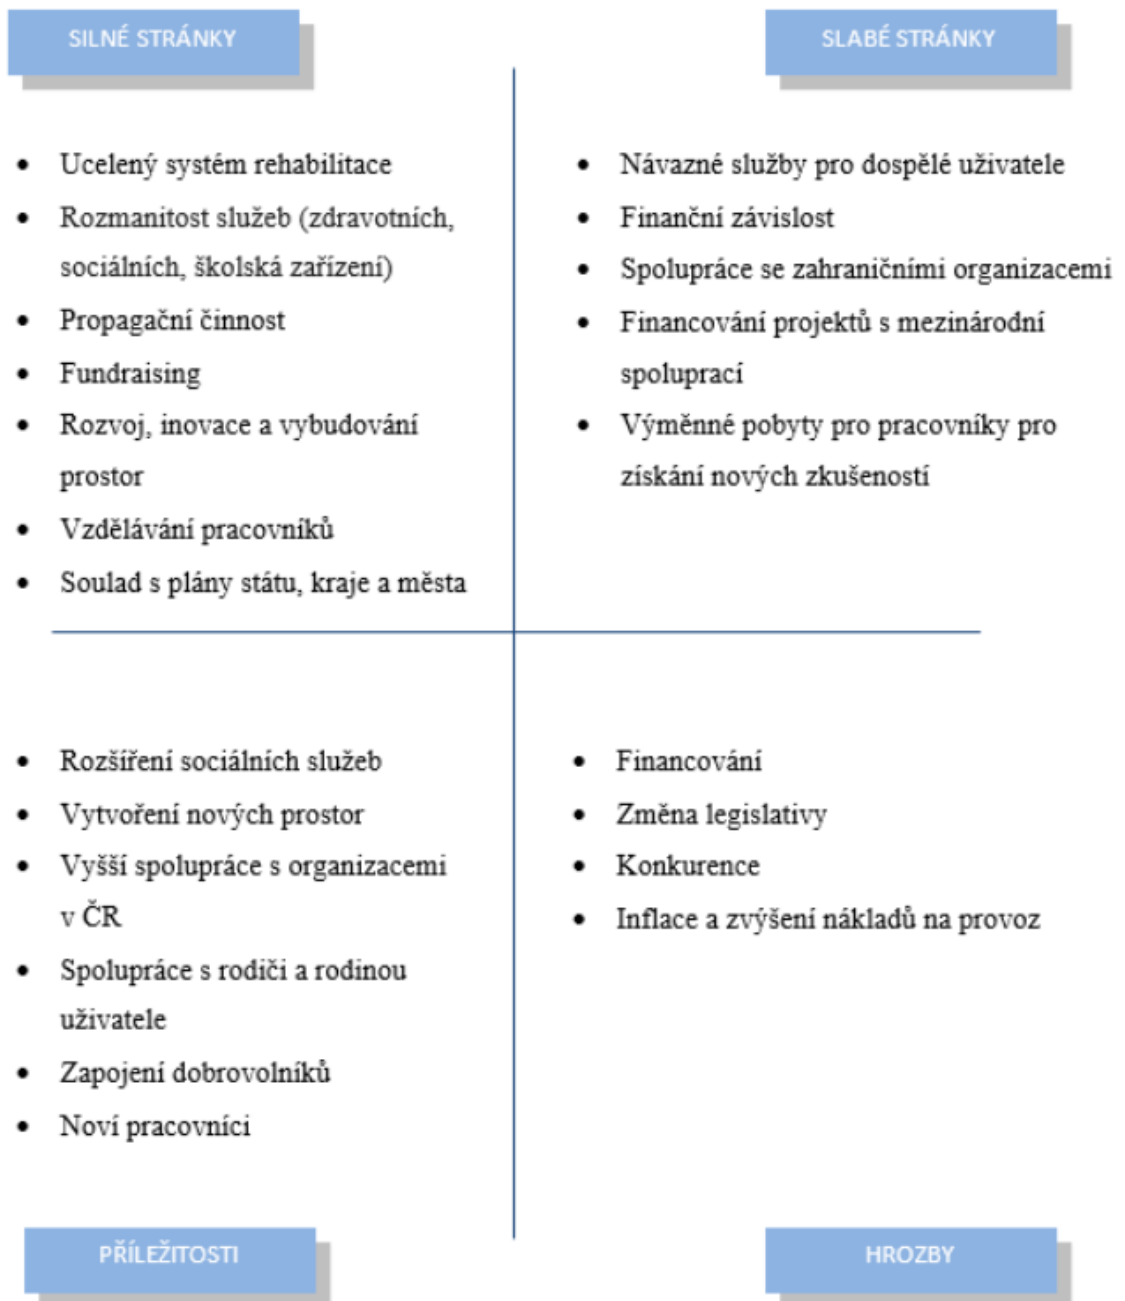 SILNÉ STRÁNKY
• Ucelený systém rehabilitace
• Rozmanitost služeb (zdravotních,
sociálních, školská zařízení)
• Propagační činnost
• Fundraising
• Rozvoj, inovace a vybudování
prostor
• Vzdělávání pracovníků
• Soulad s plány státu, kraje a města
SLABÉ STRÁNKY
• Návazné služby pro dospělé uživatele
• Finanční závislost
• Spolupráce se zahraničními organizacemi
• Financování projektů s mezinárodní
spoluprací
• Výměnné pobyty pro pracovníky pro
získání nových zkušeností
• Rozšíření sociálních služeb
• Vytvoření nových prostor
• Vyšší spolupráce s organizacemi
v ČR
• Spolupráce s rodiči a rodinou
uživatele
• Zapojení dobrovolníků
• Noví pracovníci
PŘÍLEŽITOSTI
• Financování
• Změna legislativy
• Konkurence
• Inflace a zvýšení nákladů na provoz
HROZBY